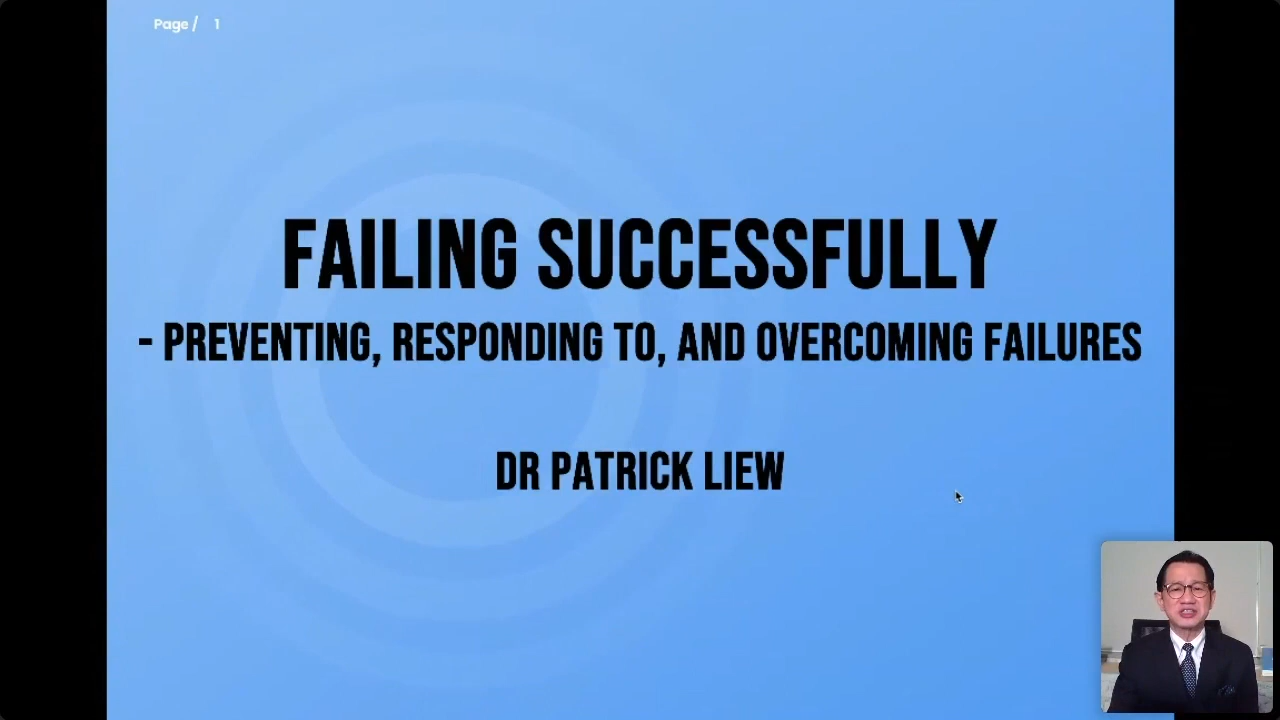 Page / 1
FAILING SUCCESSFULLY
- PREVENTING, RESPONDING TO, AND OVERCOMING FAILURES
DR PATRICK LIEW